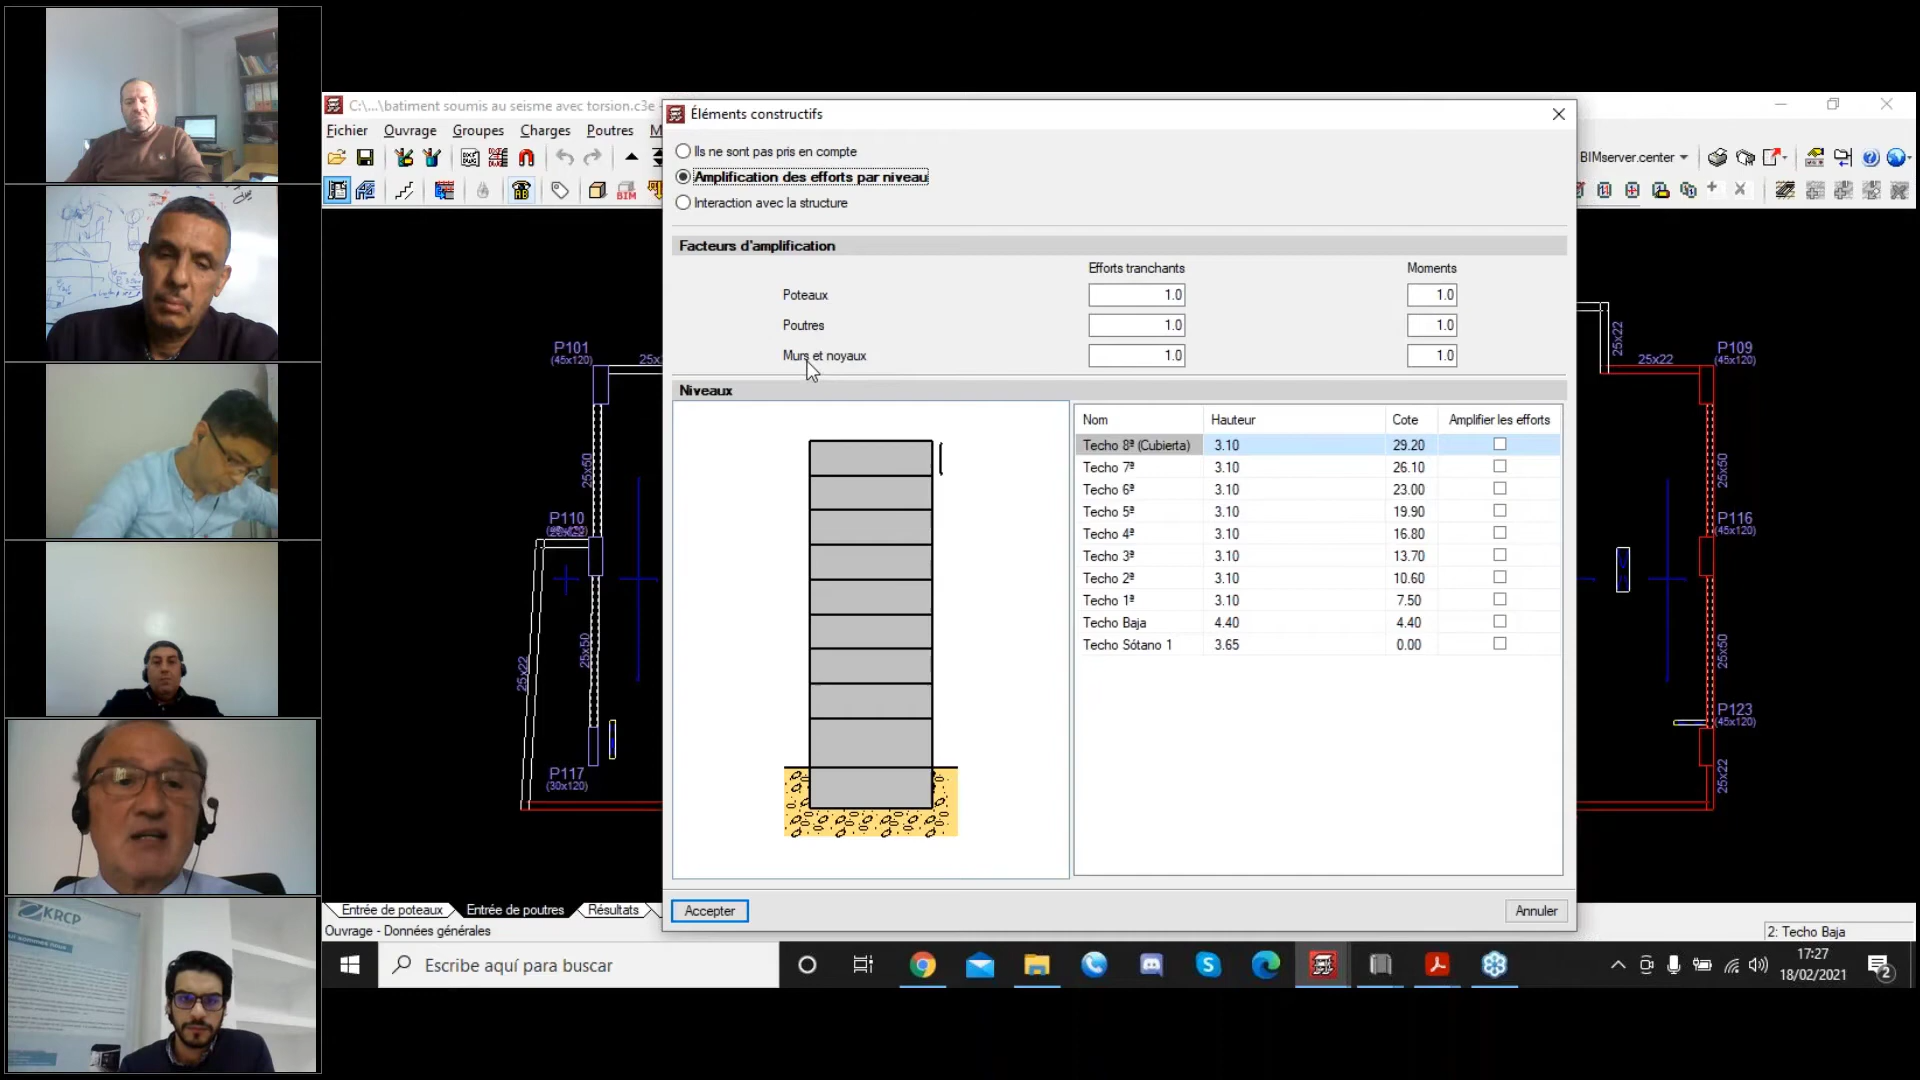 C:\...\batiment soumis au seisme avec torsion.c3e -
Fichier Ouvrage Groupes Charges Poutres M
BIM
BIMserver.center
Éléments constructifs
Ils ne sont pas pris en compte
Amplification des efforts par niveau
Interaction avec la structure
Facteurs d'amplification
Efforts tranchants Moments
Poteaux 1.0 1.0
Poutres 1.0 1.0
Murs et noyaux 1.0 1.0
Niveaux
Nom Hauteur Cote Amplifier les efforts
Techo 8ª (Cubierta) 3.10 29.20
Techo 7ª 3.10 26.10
Techo 6ª 3.10 23.00
Techo 5ª 3.10 19.90
Techo 4ª 3.10 16.80
Techo 3ª 3.10 13.70
Techo 2ª 3.10 10.60
Techo 1ª 3.10 7.50
Techo Baja 4.40 4.40
Techo Sótano 1 3.65 0.00
Accepter Annuler
P101
(45x120)
25x50
P110
25x50
25x22
P117
(30x120)
25x22
25x22
P109
(45x120)
25x50
P116
(45x120)
25x50
P123
(45x120)
25x22
Entrée de poteaux Entrée de poutres Résultats
Ouvrage - Données générales
2: Techo Baja
Escribe aquí para buscar
17:27
18/02/2021
2
KRCP